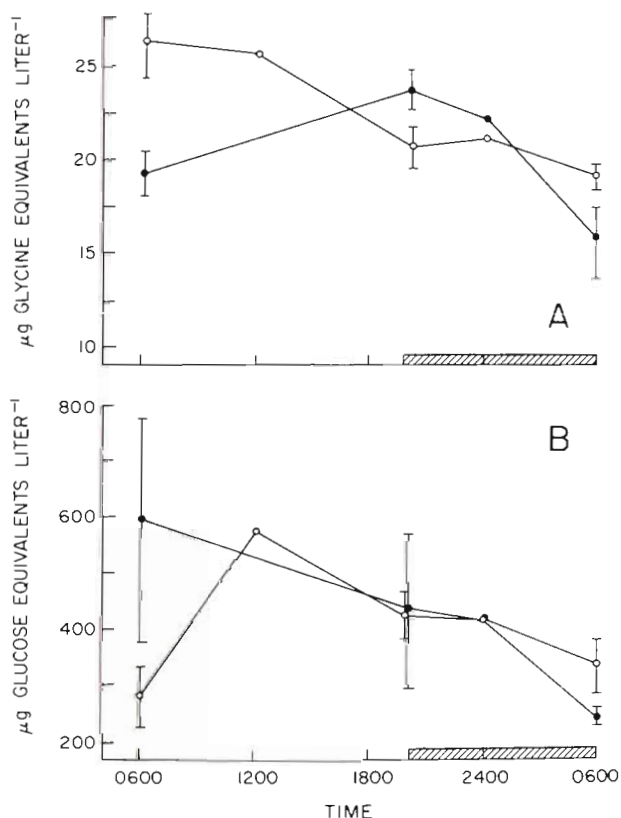 μg GLYCINE EQUIVALENTS LITER⁻¹
25
20
15
10
A
μg GLUCOSE EQUIVALENTS LITER⁻¹
800
600
400
200
B
0600 1200 1800 2400 0600
TIME